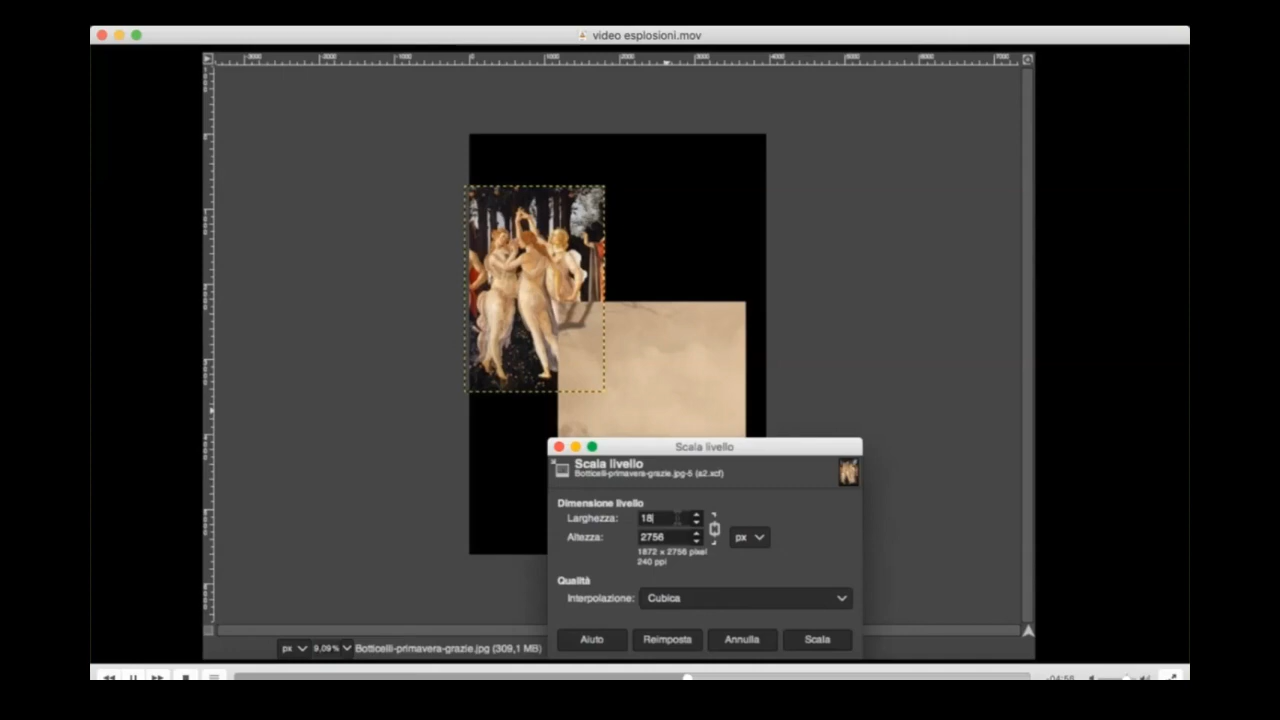 video esplosioni.mov
Scala livello
Scala livello
Botticelli-primavera-grazie.jpg-5 (a2.xcf)
Dimensione livello
Larghezza: 18
Altezza: 2756 px
1872 × 2756 pixel
240 ppi
Qualità
Interpolazione: Cubica
Aiuto Reimposta Annulla Scala
px 9,09% Botticelli-primavera-grazie.jpg (309,1 MB)